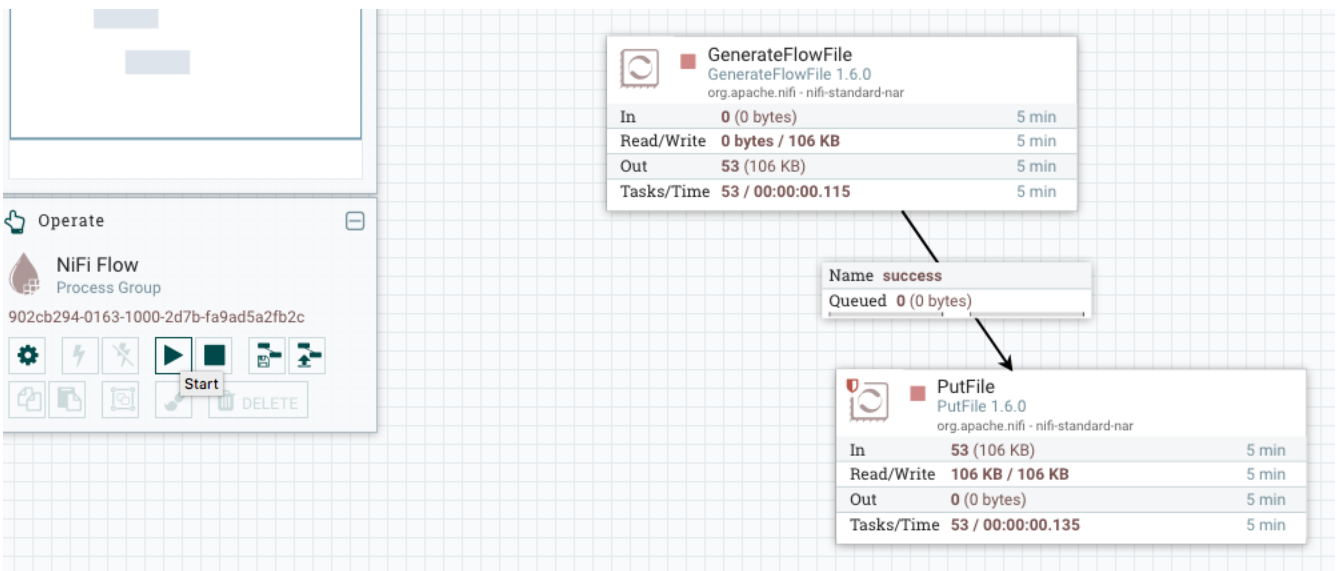 Operate
NiFi Flow
Process Group
902cb294-0163-1000-2d7b-fa9ad5a2fb2c
Start
DELETE
GenerateFlowFile
GenerateFlowFile 1.6.0
org.apache.nifi - nifi-standard-nar
In 0 (0 bytes) 5 min
Read/Write 0 bytes / 106 KB 5 min
Out 53 (106 KB) 5 min
Tasks/Time 53 / 00:00:00.115 5 min
Name success
Queued 0 (0 bytes)
PutFile
PutFile 1.6.0
org.apache.nifi - nifi-standard-nar
In 53 (106 KB) 5 min
Read/Write 106 KB / 106 KB 5 min
Out 0 (0 bytes) 5 min
Tasks/Time 53 / 00:00:00.135 5 min